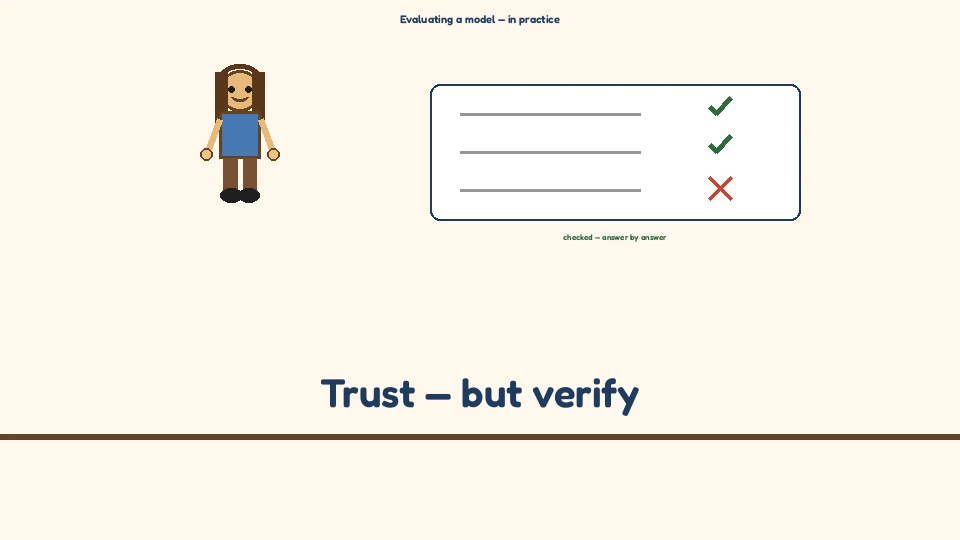 Evaluating a model – in practice
checked – answer by answer
Trust – but verify